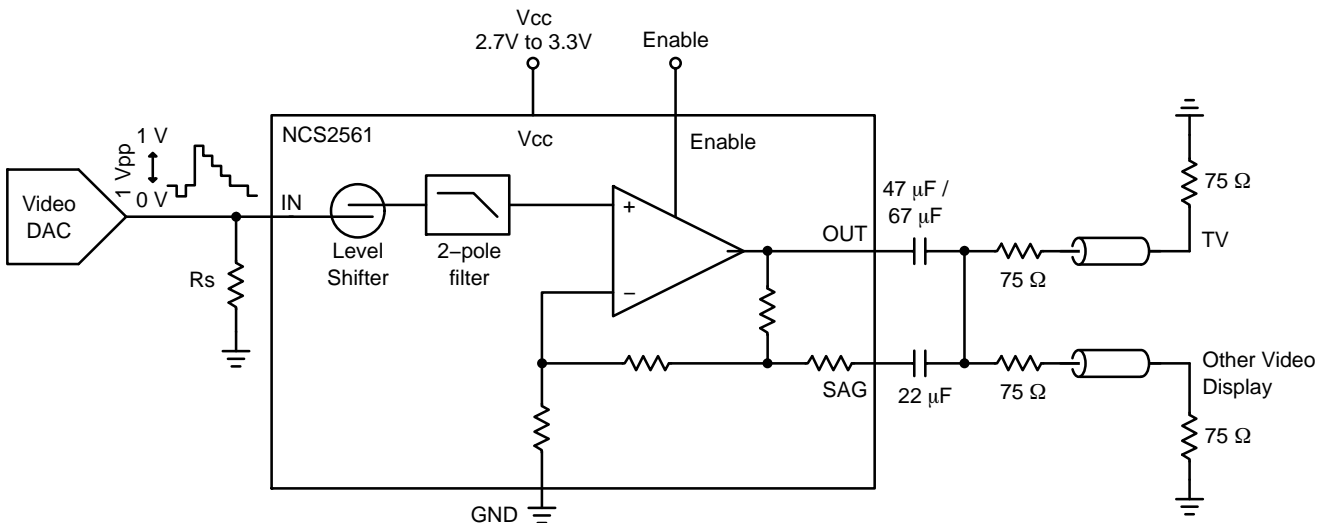 Vcc
2.7V to 3.3V
Enable
NCS2561
Vcc
Enable
1 Vpp
1 V
0 V
Video
DAC
IN
Rs
Level
Shifter
2–pole
filter
+
−
OUT
SAG
GND
47 μF /
67 μF
22 μF
75 Ω
75 Ω
TV
75 Ω
Other Video
Display
75 Ω